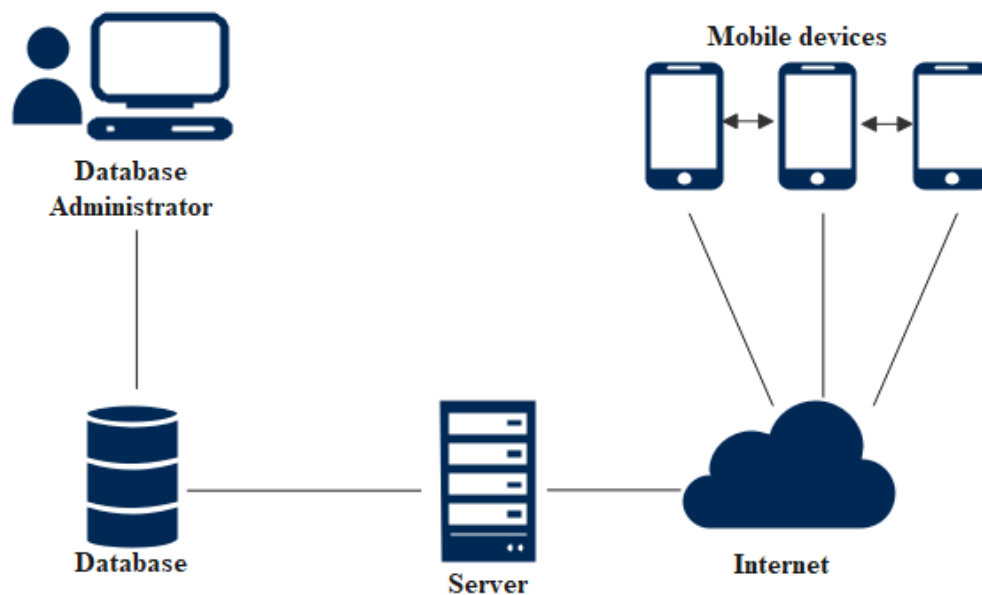 Mobile devices
Database
Administrator
Database
Server
Internet